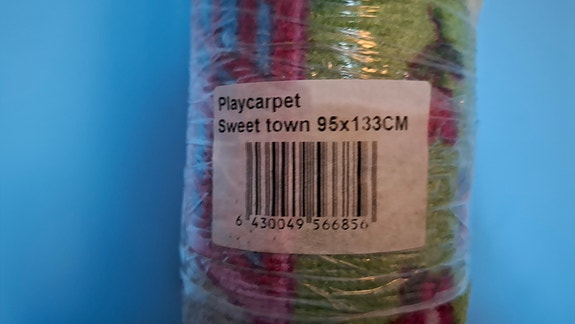 Playcarpet
Sweet town 95x133CM
6 430049 566856